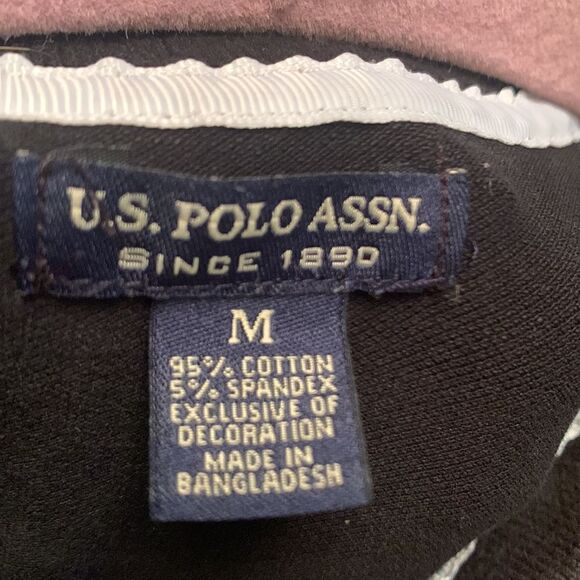 U.S. POLO ASSN.
SINCE 1890
M
95% COTTON
5% SPANDEX
EXCLUSIVE OF
DECORATION
MADE IN
BANGLADESH